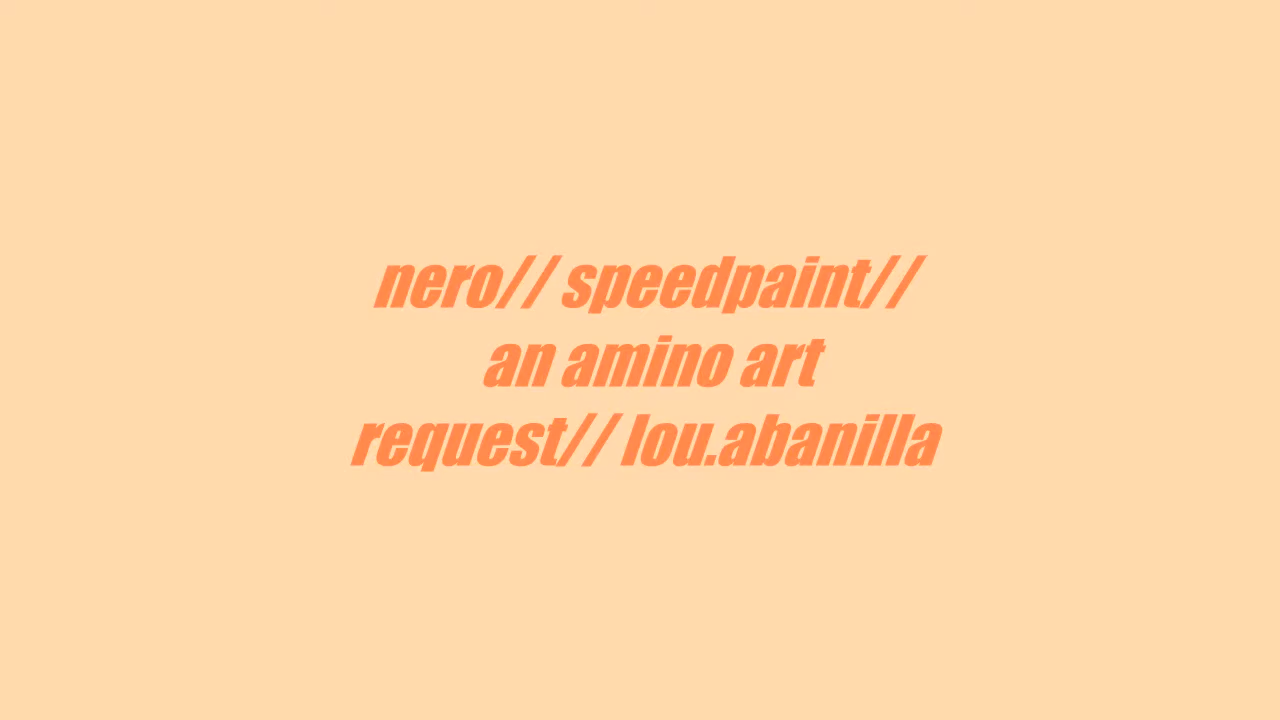 nero// speedpaint//
an amino art
request// lou.abanilla